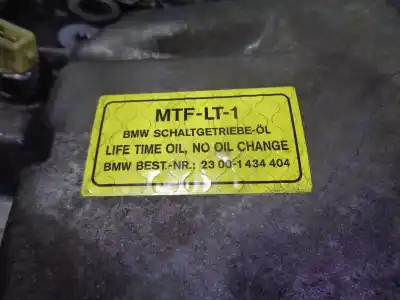 MTF-LT-1
BMW SCHALTGETRIEBE-ÖL
LIFE TIME OIL, NO OIL CHANGE
BMW BEST.-NR.: 23 00-1 434 404